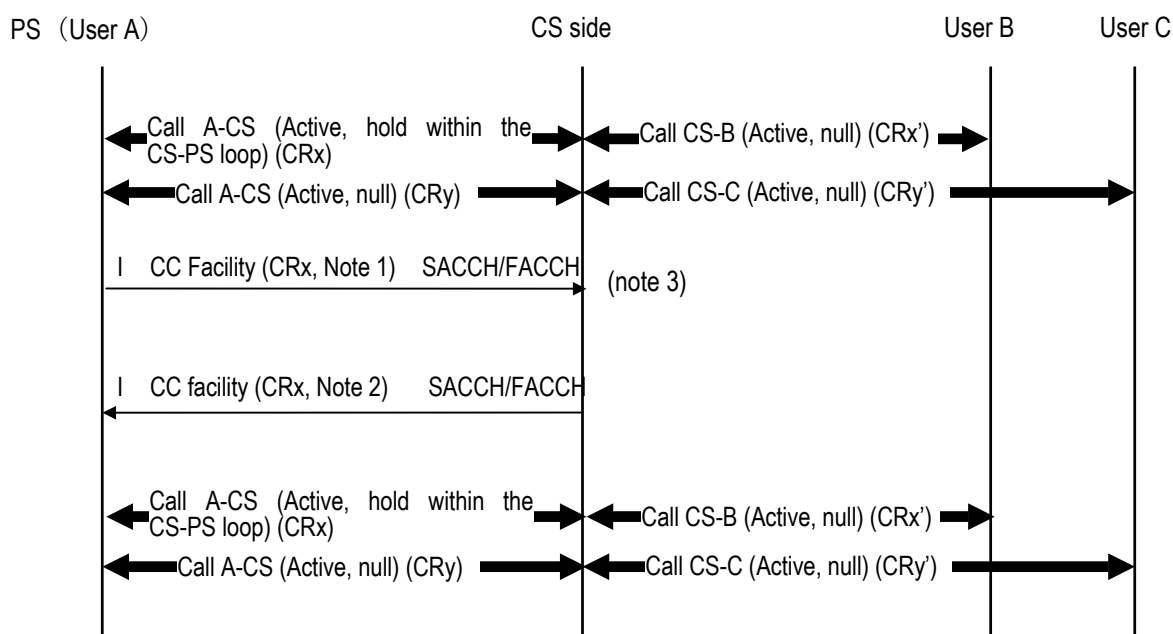 PS （User A） CS side User B User C
Call A-CS (Active, hold within the
CS-PS loop) (CRx)
Call CS-B (Active, null) (CRx’)
Call A-CS (Active, null) (CRy)
Call CS-C (Active, null) (CRy’)
I CC Facility (CRx, Note 1) SACCH/FACCH
(note 3)
I CC facility (CRx, Note 2) SACCH/FACCH
Call A-CS (Active, hold within the
CS-PS loop) (CRx)
Call CS-B (Active, null) (CRx’)
Call A-CS (Active, null) (CRy)
Call CS-C (Active, null) (CRy’)